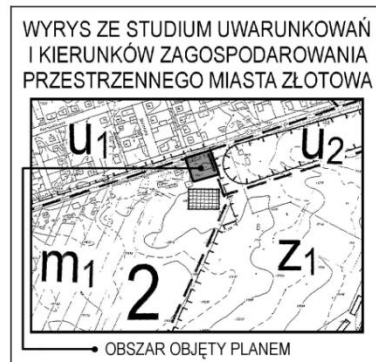 WYRYS ZE STUDIUM UWARUNKOWAŃ
I KIERUNKÓW ZAGOSPODAROWANIA
PRZESTRZENNEGO MIASTA ZŁOTOWA
u1
u2
m1
2
z1
OBSZAR OBJĘTY PLANEM